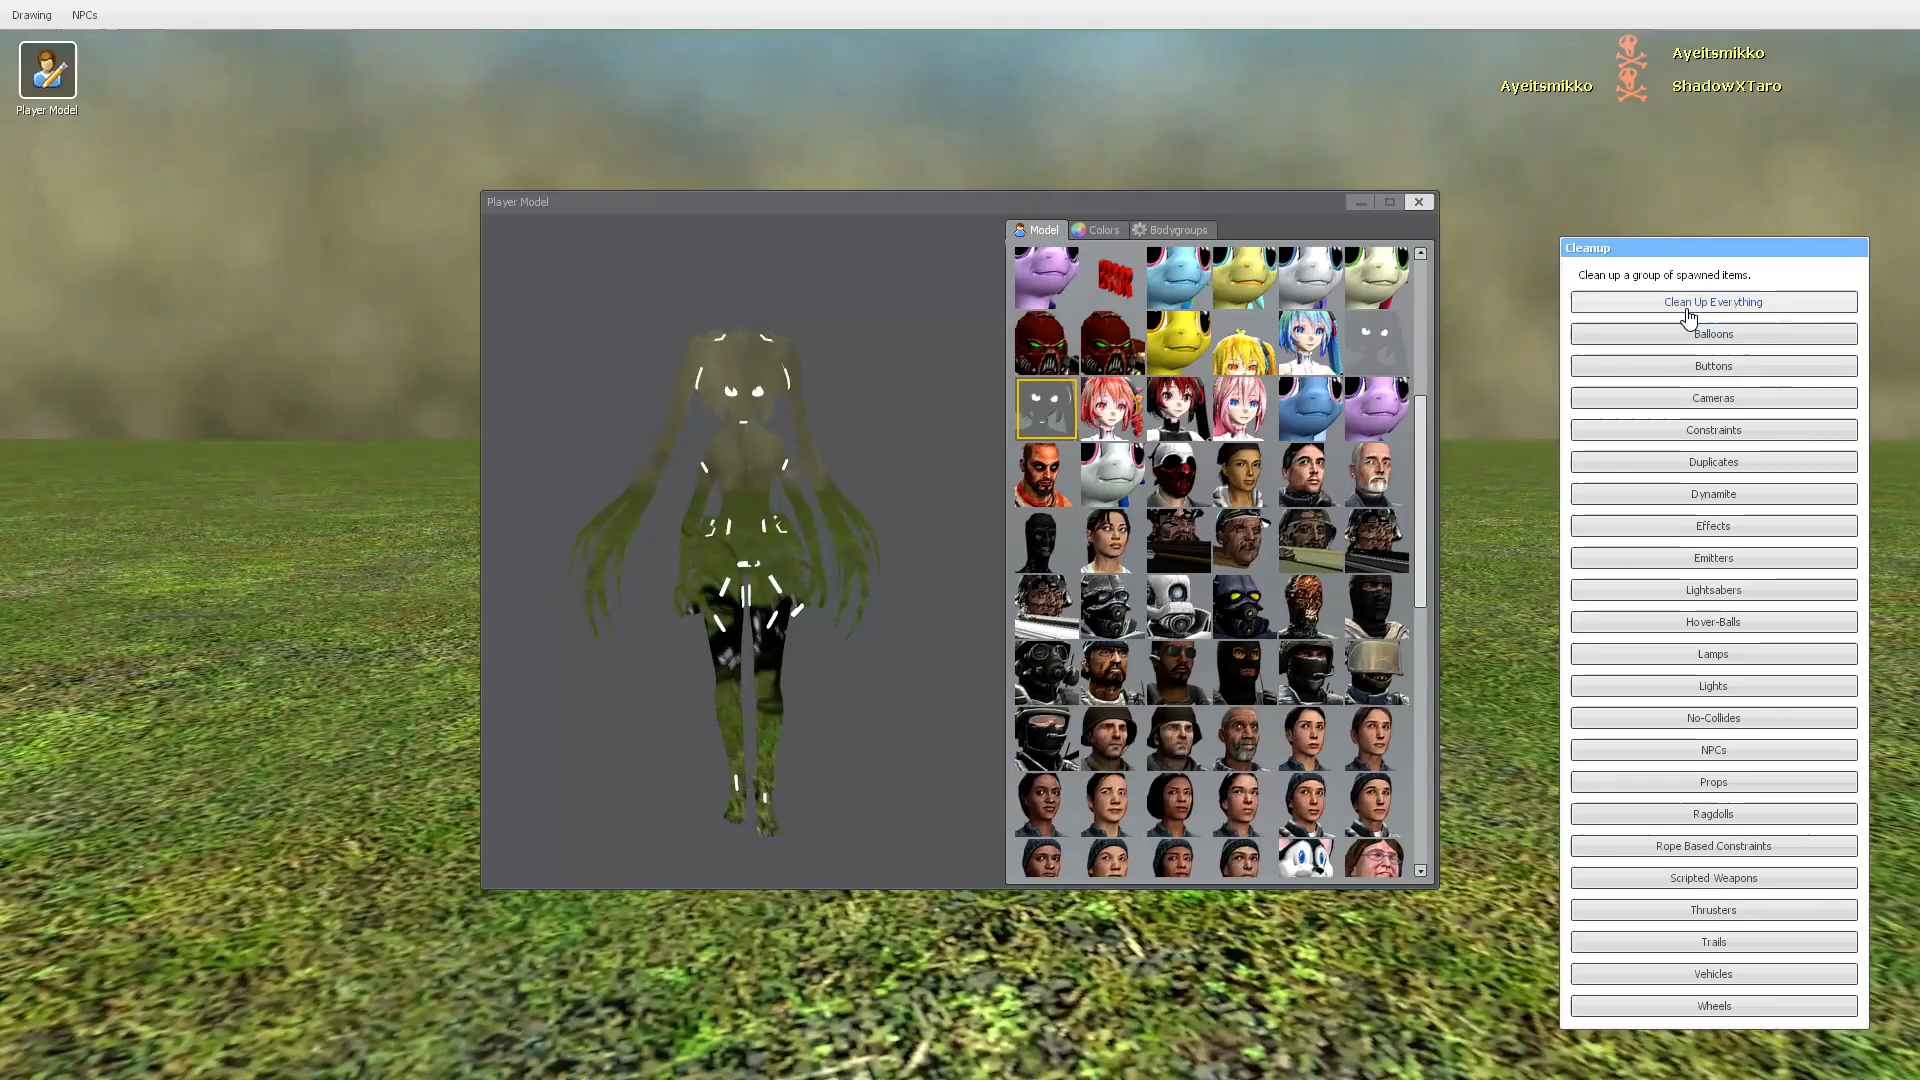 Drawing NPCs
Player Model
Ayeitsmikko
Ayeitsmikko ShadowXTaro
Player Model
Model Colors Bodygroups
Cleanup
Clean up a group of spawned items.
Clean Up Everything
Balloons
Buttons
Cameras
Constraints
Duplicates
Dynamite
Effects
Emitters
Lightsabers
Hover-Balls
Lamps
Lights
No-Collides
NPCs
Props
Ragdolls
Rope Based Constraints
Scripted Weapons
Thrusters
Trails
Vehicles
Wheels